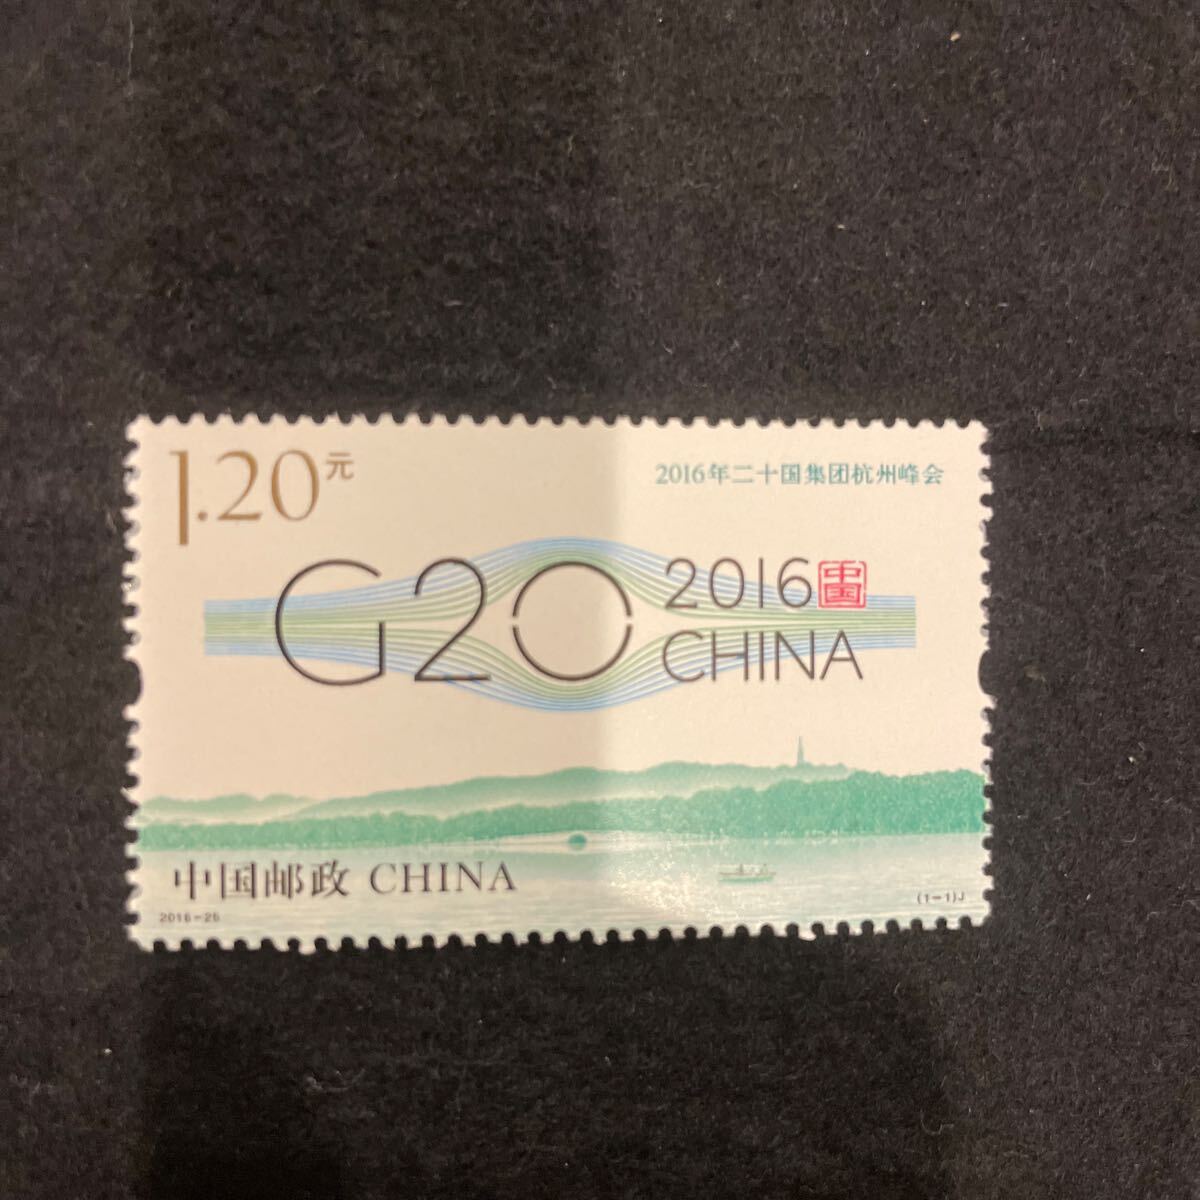 1.20元
2016年二十国集团杭州峰会
G20 2016 中国
CHINA
中国邮政 CHINA
2016-25
(1-1)J